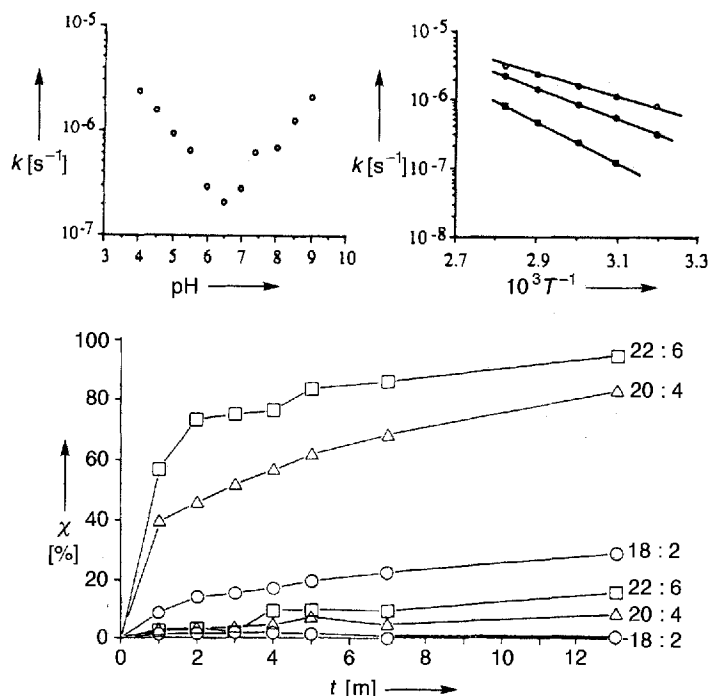 10⁻⁵
10⁻⁶
10⁻⁷
k [s⁻¹]
3 4 5 6 7 8 9 10
pH
10⁻⁵
10⁻⁶
10⁻⁷
10⁻⁸
k [s⁻¹]
2.7 2.9 3.1 3.3
10³T⁻¹
100
80
60
40
20
0
χ
[%]
22 : 6
20 : 4
18 : 2
22 : 6
20 : 4
18 : 2
0 2 4 6 8 10 12
t [m]